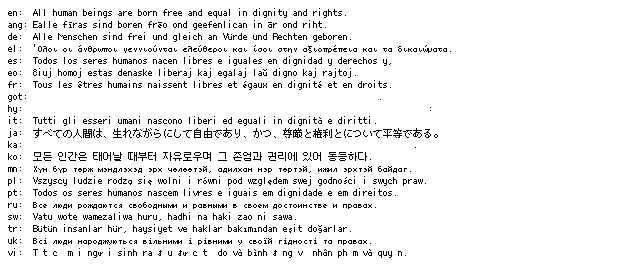 en: All human beings are born free and equal in dignity and rights.
ang: Ealle fīras sind boren frēo ond geefenlican in ār ond riht.
de: Alle Menschen sind frei und gleich an Würde und Rechten geboren.
el: 'Ολοι οι άνθρωποι γεννιούνται ελεύθεροι και ίσοι στην αξιοπρέπεια και τα δικαιώματα.
es: Todos los seres humanos nacen libres e iguales en dignidad y derechos y,
eo: Ĉiuj homoj estas denaske liberaj kaj egalaj laŭ digno kaj rajtoj.
fr: Tous les êtres humains naissent libres et égaux en dignité et en droits.
got: .
hy: :
it: Tutti gli esseri umani nascono liberi ed eguali in dignità e diritti.
ja: すべての人間は、生れながらにして自由であり、かつ、尊厳と権利とについて平等である。
ka: .
ko: 모든 인간은 태어날 때부터 자유로우며 그 존엄과 권리에 있어 동등하다.
mn: Хүн бүр төрж мэндлэхэд эрх чөлөөтэй, адилхан нэр төртэй, ижил эрхтэй байдаг.
pl: Wszyscy ludzie rodzą się wolni i równi pod względem swej godności i swych praw.
pt: Todos os seres humanos nascem livres e iguais em dignidade e em direitos.
ru: Все люди рождаются свободными и равными в своем достоинстве и правах.
sw: Vatu wote wamezaliwa huru, hadhi na haki zao ni sawa.
tr: Bütün insanlar hür, haysiyet ve haklar bakımından eşit doğarlar.
uk: Всі люди народжуються вільними і рівними у своїй гідності та правах.
vi: T t c m i ngư i sinh ra đ u đư c t do và bình đ ng v nhân ph m và quy n.